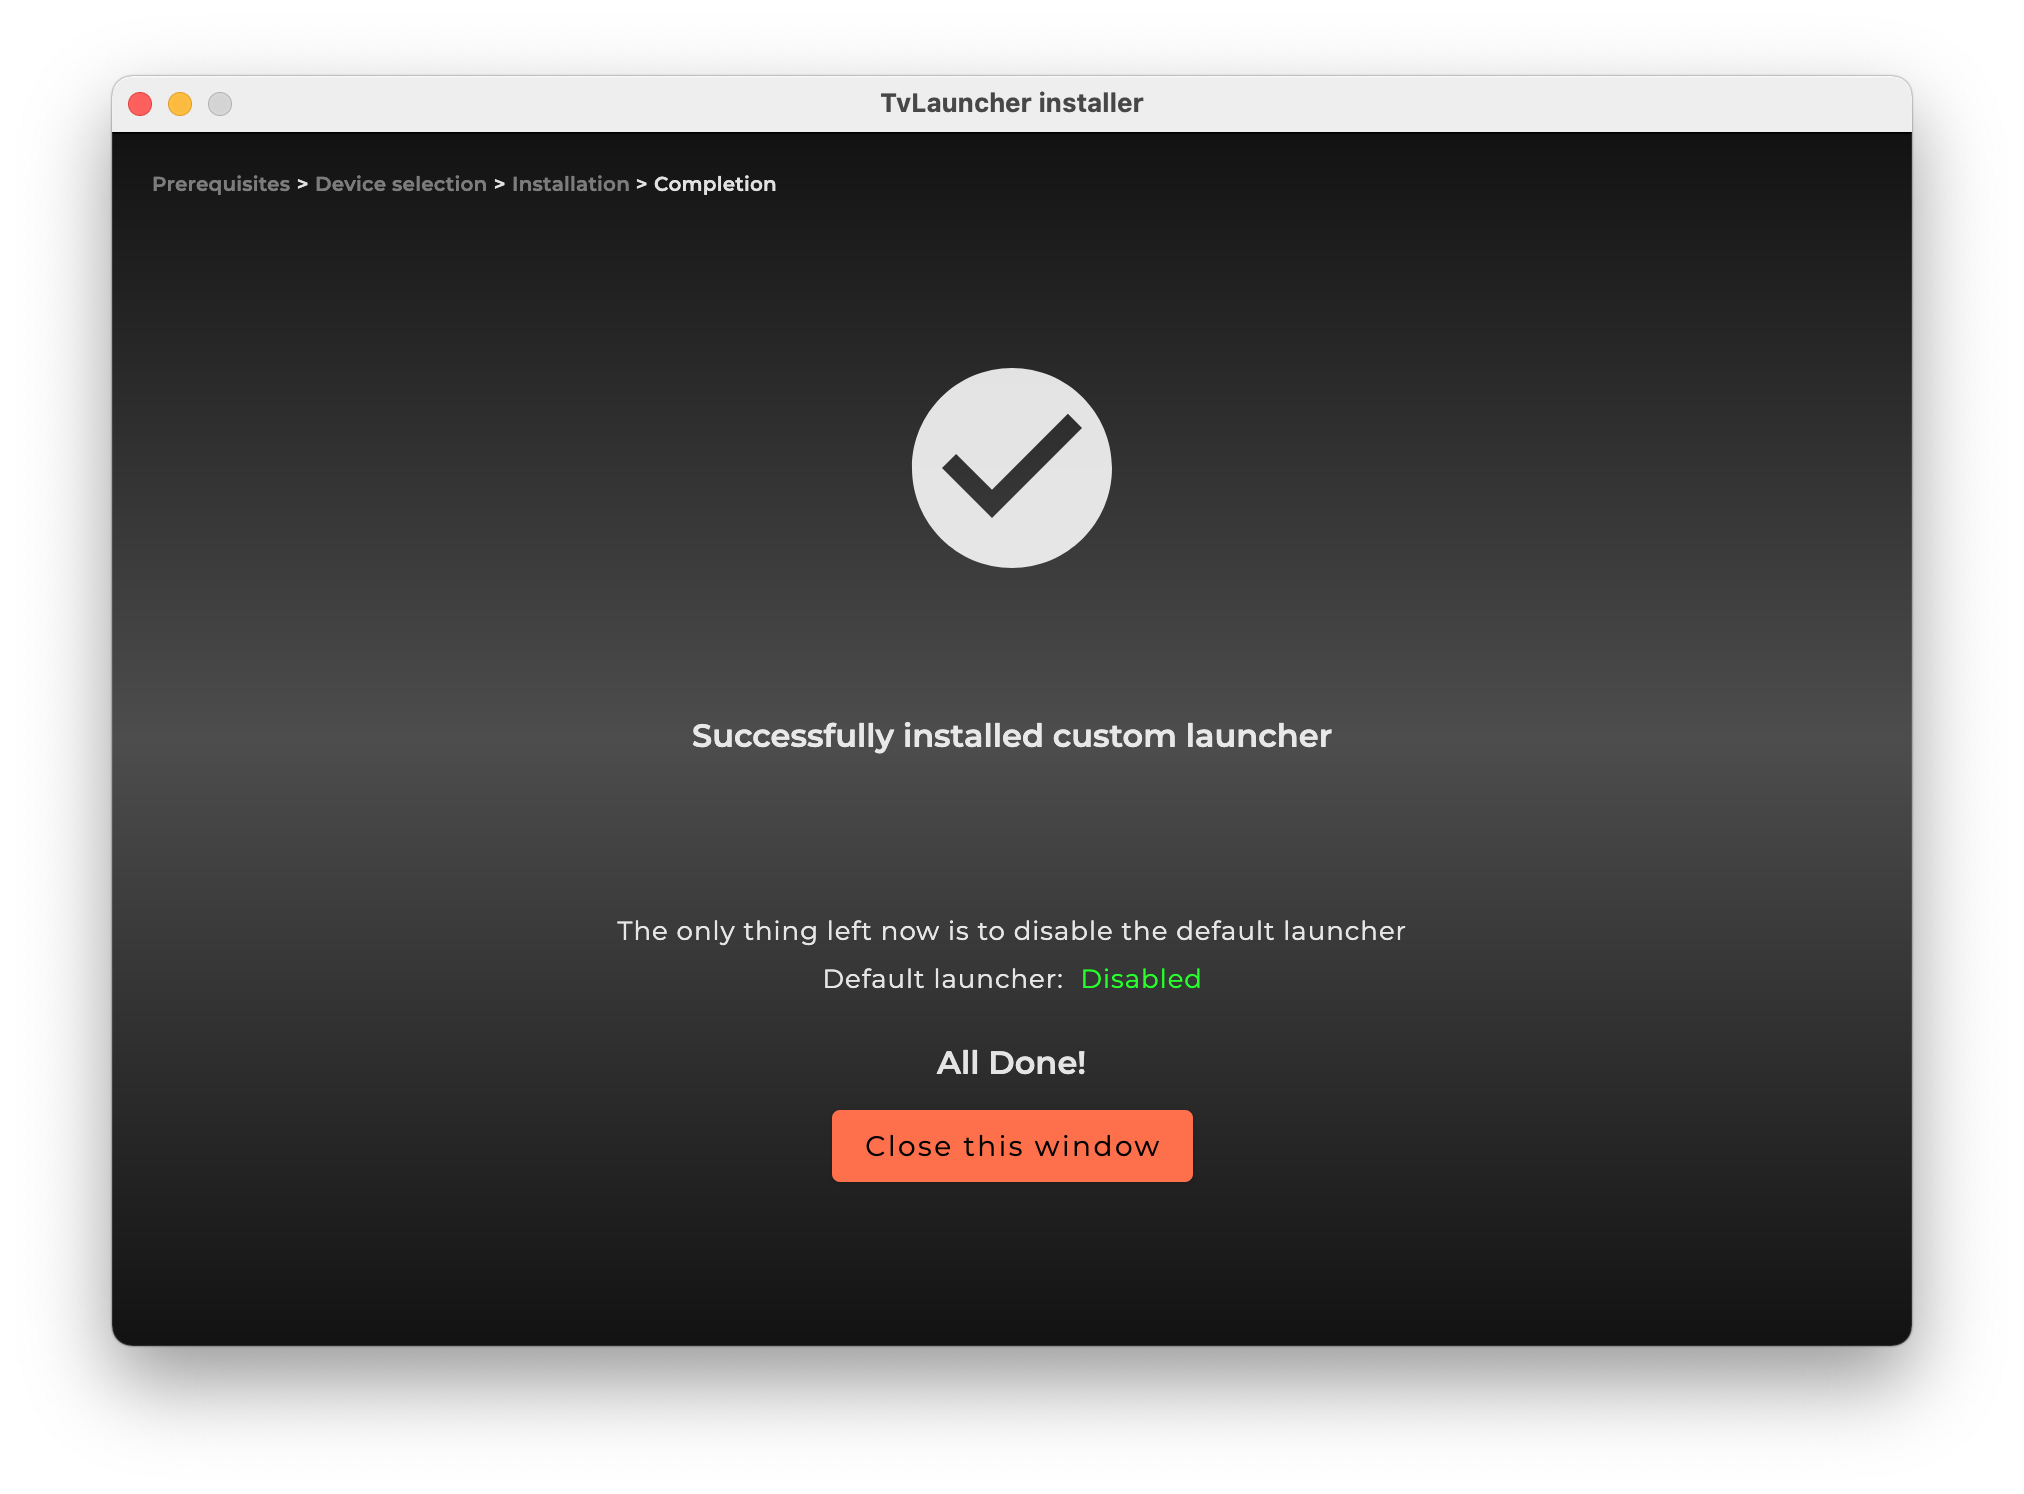 TvLauncher installer
Prerequisites > Device selection > Installation > Completion
Successfully installed custom launcher
The only thing left now is to disable the default launcher
Default launcher: Disabled
All Done!
Close this window